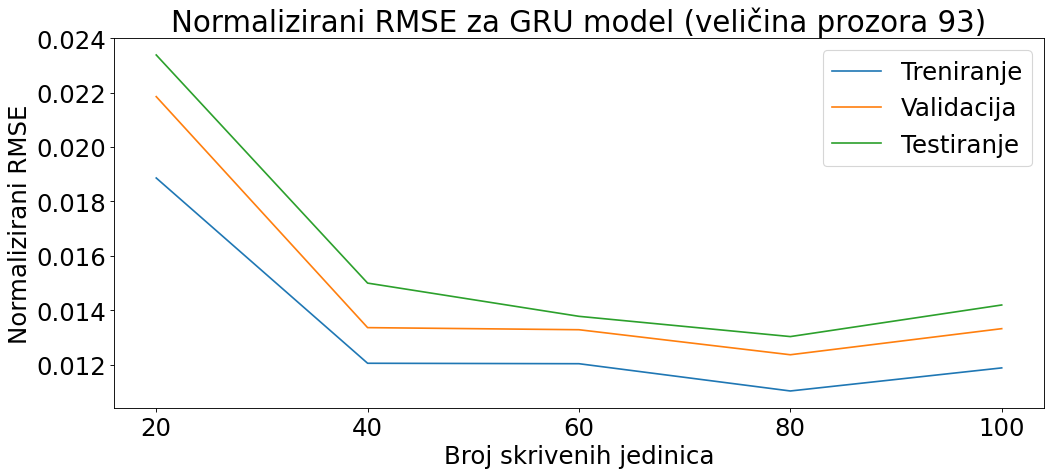 Normalizirani RMSE za GRU model (veličina prozora 93)
Normalizirani RMSE
0.024
0.022
0.020
0.018
0.016
0.014
0.012
Treniranje
Validacija
Testiranje
20 40 60 80 100
Broj skrivenih jedinica